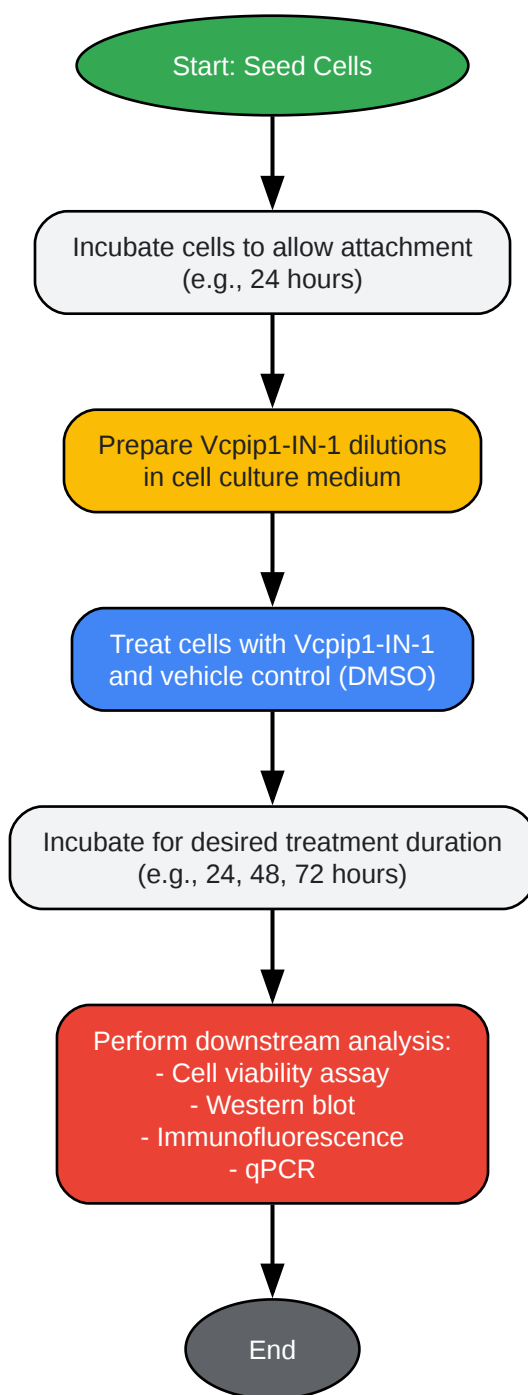 Start: Seed Cells
Incubate cells to allow attachment
(e.g., 24 hours)
Prepare Vcpip1-IN-1 dilutions
in cell culture medium
Treat cells with Vcpip1-IN-1
and vehicle control (DMSO)
Incubate for desired treatment duration
(e.g., 24, 48, 72 hours)
Perform downstream analysis:
- Cell viability assay
- Western blot
- Immunofluorescence
- qPCR
End